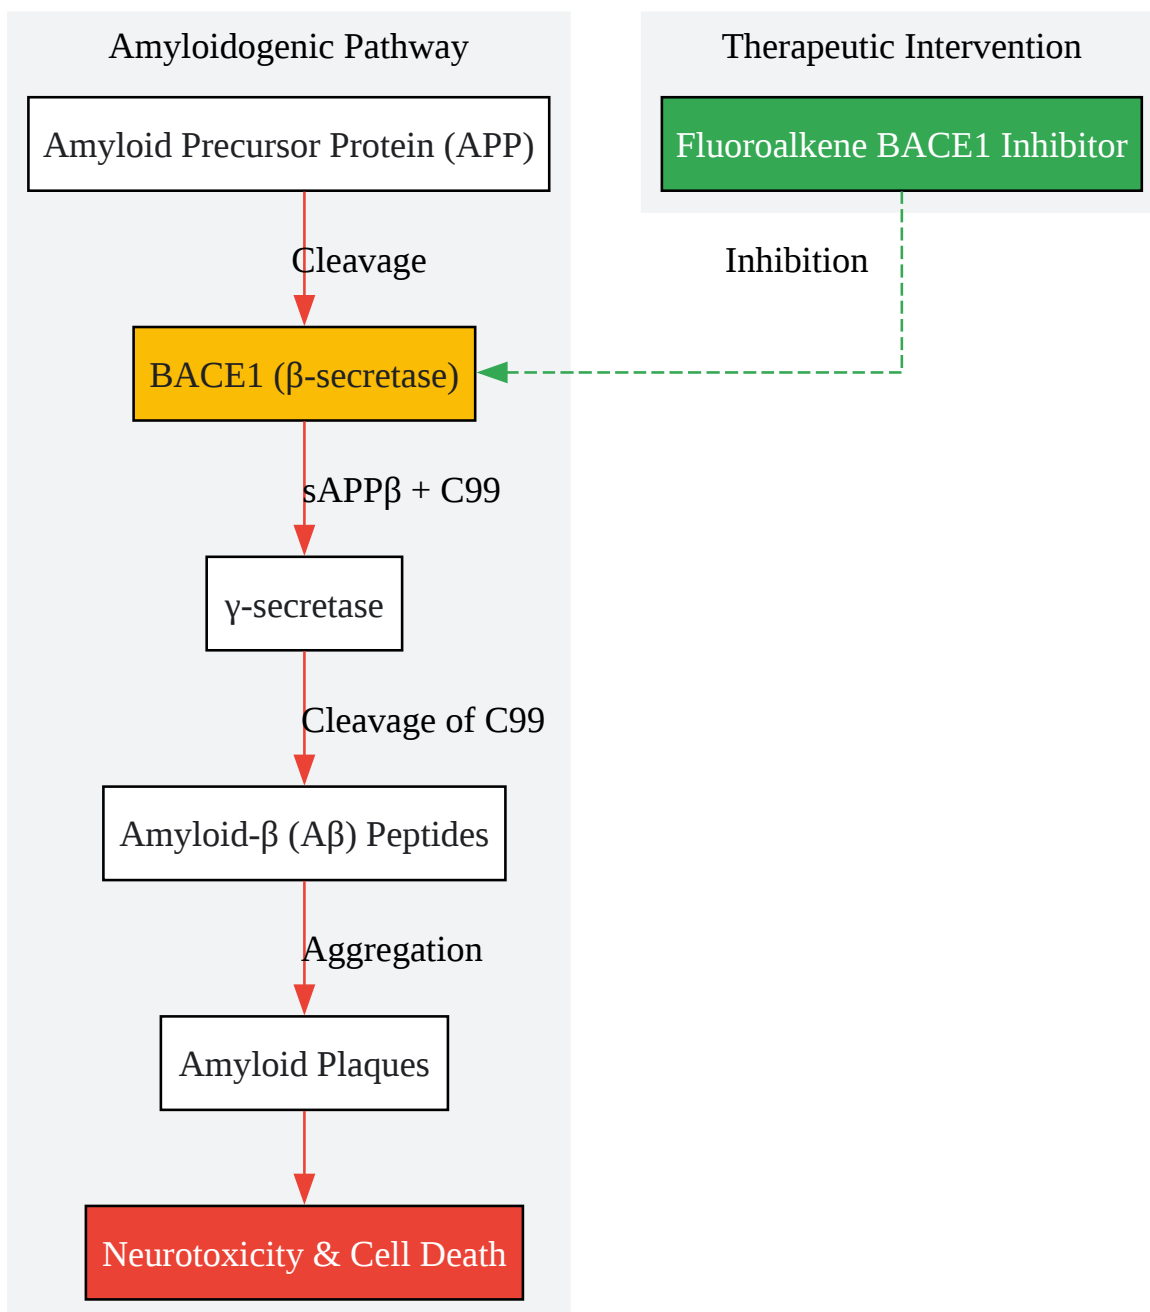 Amyloidogenic Pathway
Therapeutic Intervention
Amyloid Precursor Protein (APP)
Fluoroalkene BACE1 Inhibitor
Cleavage
Inhibition
BACE1 (β-secretase)
sAPPβ + C99
γ-secretase
Cleavage of C99
Amyloid-β (Aβ) Peptides
Aggregation
Amyloid Plaques
Neurotoxicity & Cell Death